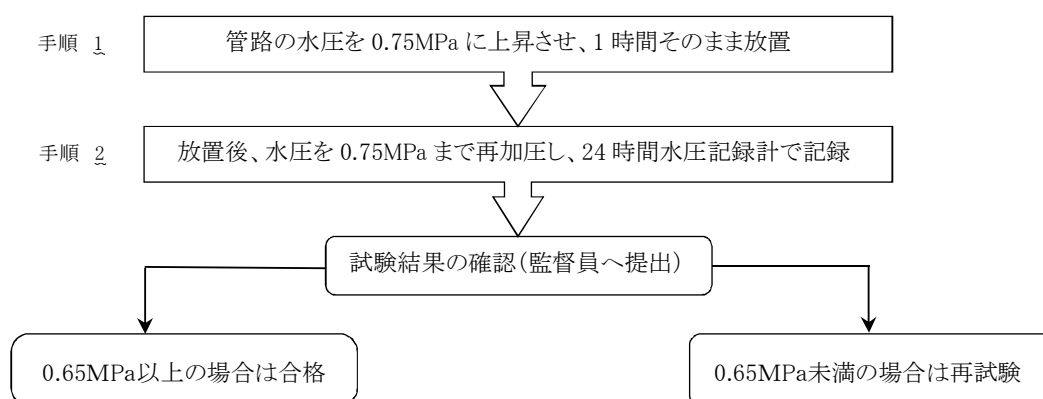 手順 1
管路の水圧を 0.75MPa に上昇させ、1 時間そのまま放置
手順 2
放置後、水圧を 0.75MPa まで再加圧し、24 時間水圧記録計で記録
試験結果の確認(監督員へ提出)
0.65MPa以上の場合は合格
0.65MPa未満の場合は再試験